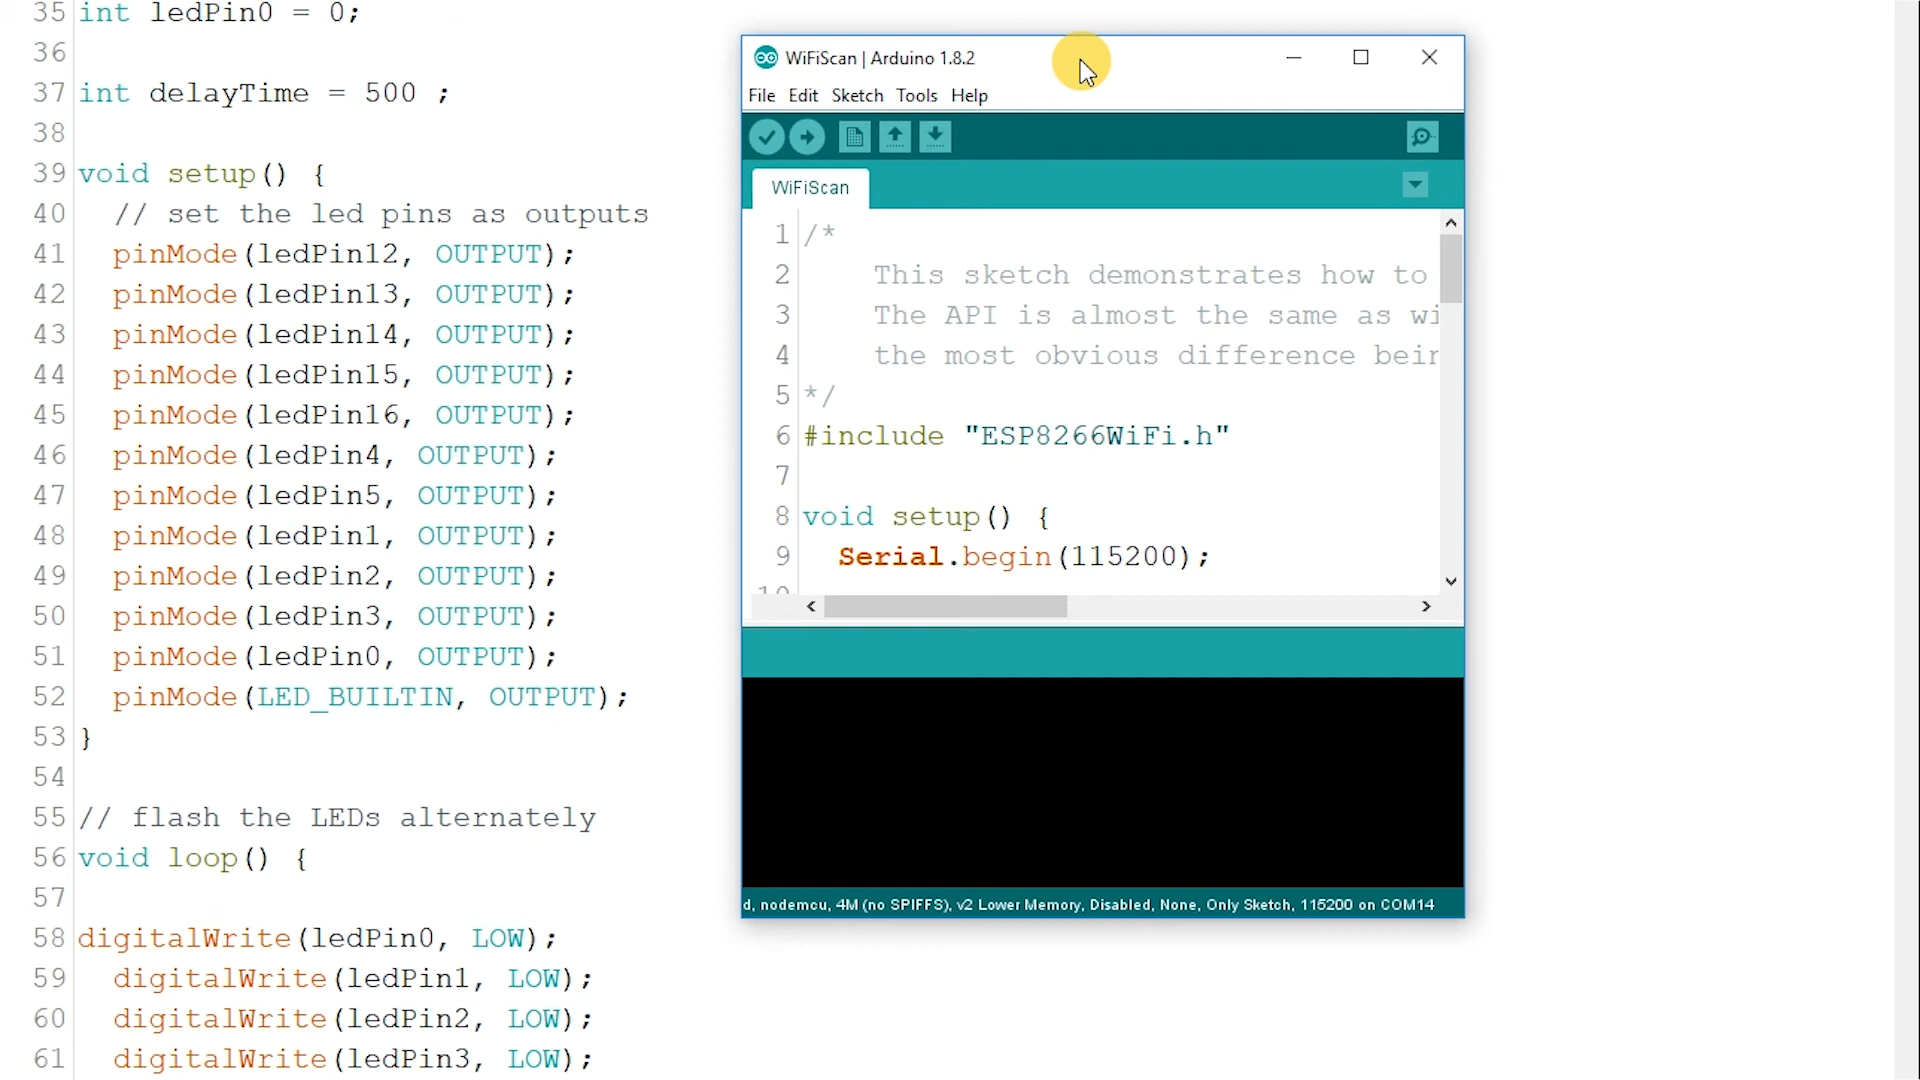 35 int ledPin0 = 0;
36
37 int delayTime = 500 ;
38
39 void setup() {
40 // set the led pins as outputs
41 pinMode(ledPin12, OUTPUT);
42 pinMode(ledPin13, OUTPUT);
43 pinMode(ledPin14, OUTPUT);
44 pinMode(ledPin15, OUTPUT);
45 pinMode(ledPin16, OUTPUT);
46 pinMode(ledPin4, OUTPUT);
47 pinMode(ledPin5, OUTPUT);
48 pinMode(ledPin1, OUTPUT);
49 pinMode(ledPin2, OUTPUT);
50 pinMode(ledPin3, OUTPUT);
51 pinMode(ledPin0, OUTPUT);
52 pinMode(LED_BUILTIN, OUTPUT);
53 }
54
55 // flash the LEDs alternately
56 void loop() {
57
58 digitalWrite(ledPin0, LOW);
59 digitalWrite(ledPin1, LOW);
60 digitalWrite(ledPin2, LOW);
61 digitalWrite(ledPin3, LOW);
WiFiScan | Arduino 1.8.2
File Edit Sketch Tools Help
WiFiScan
1 /*
2 This sketch demonstrates how to
3 The API is almost the same as wi
4 the most obvious difference bein
5 */
6 #include "ESP8266WiFi.h"
7
8 void setup() {
9 Serial.begin(115200);
10
d, nodemcu, 4M (no SPIFFS), v2 Lower Memory, Disabled, None, Only Sketch, 115200 on COM14